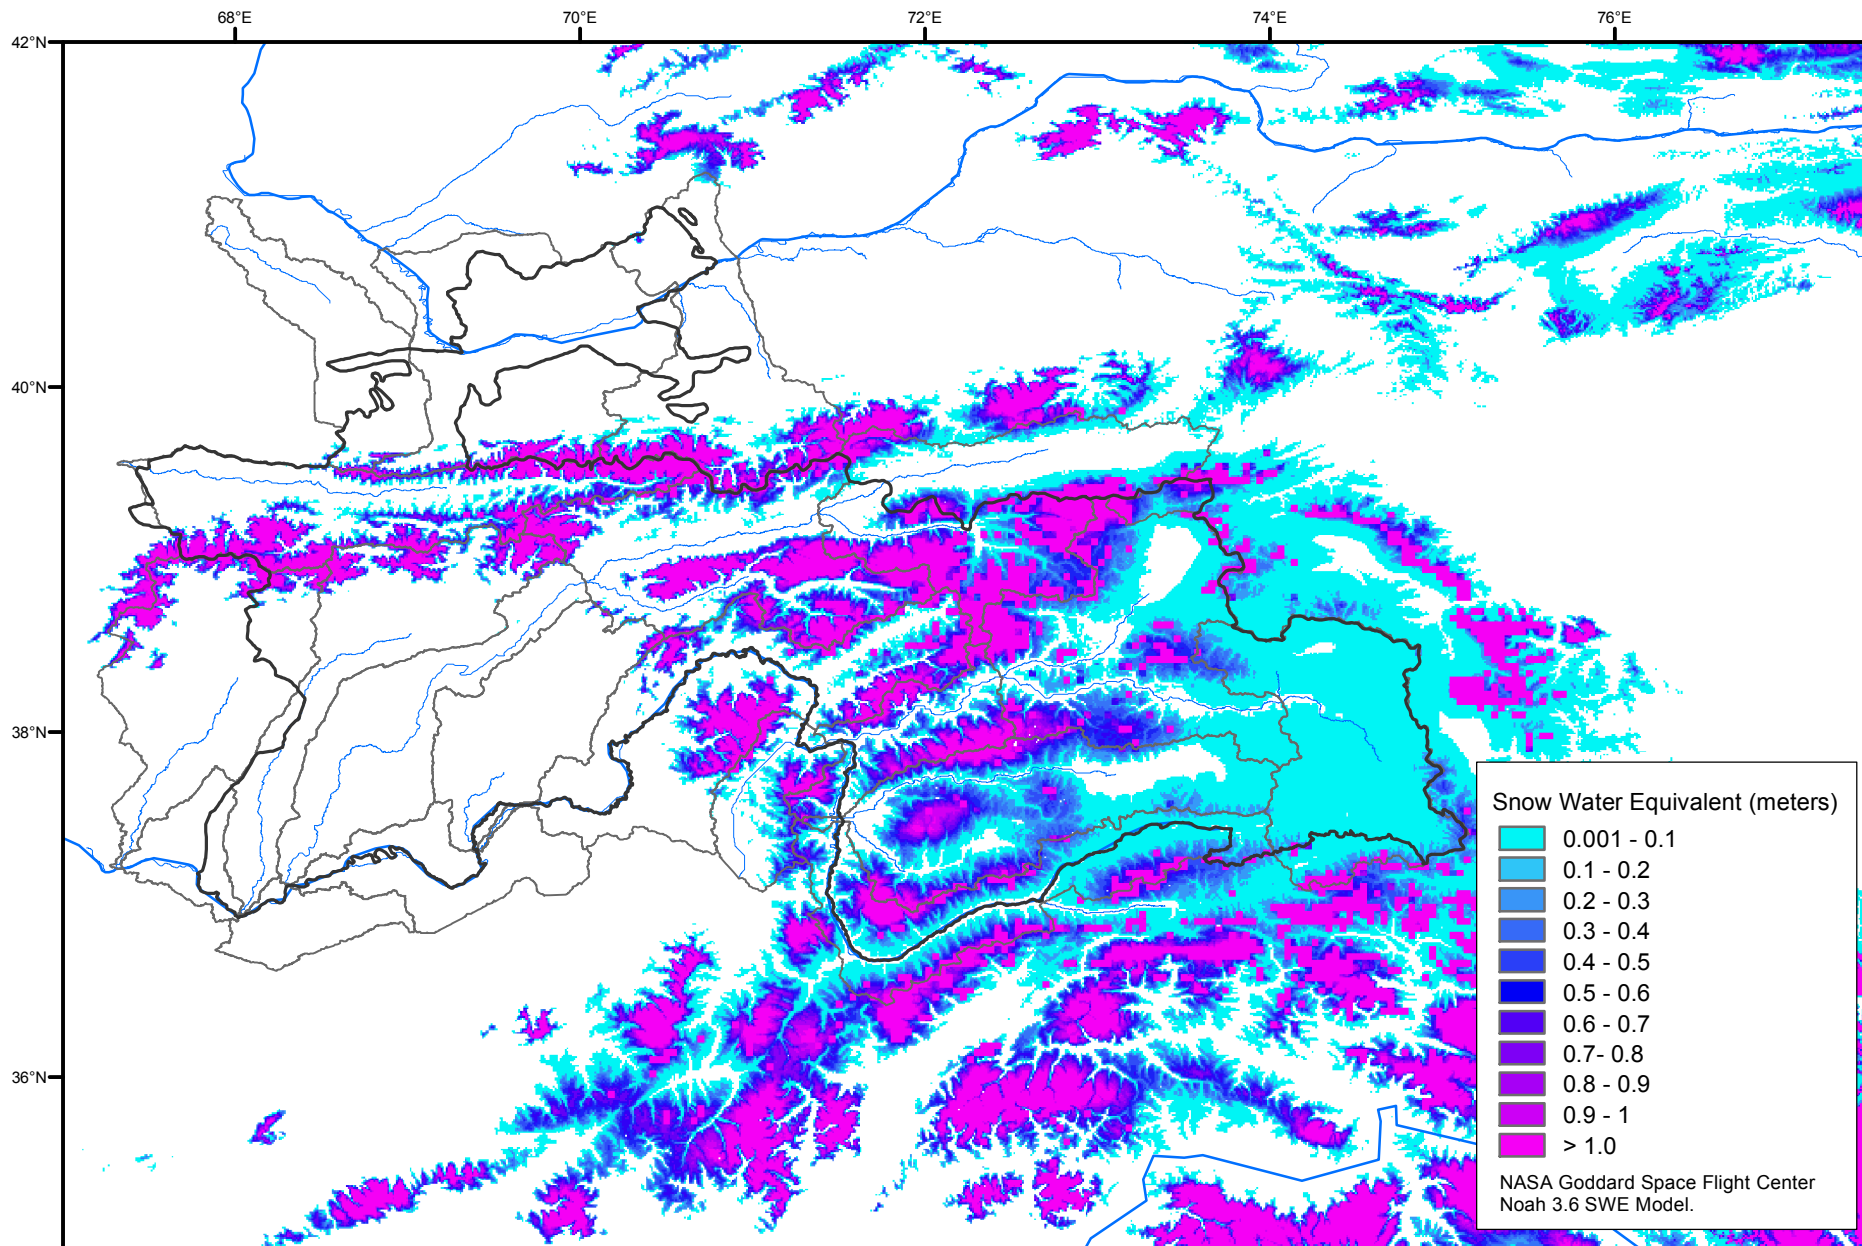 68°E
70°E
72°E
74°E
76°E
42°N
40°N
38°N
36°N
Snow Water Equivalent (meters)
0.001 - 0.1
0.1 - 0.2
0.2 - 0.3
0.3 - 0.4
0.4 - 0.5
0.5 - 0.6
0.6 - 0.7
0.7- 0.8
0.8 - 0.9
0.9 - 1
> 1.0
NASA Goddard Space Flight Center
Noah 3.6 SWE Model.